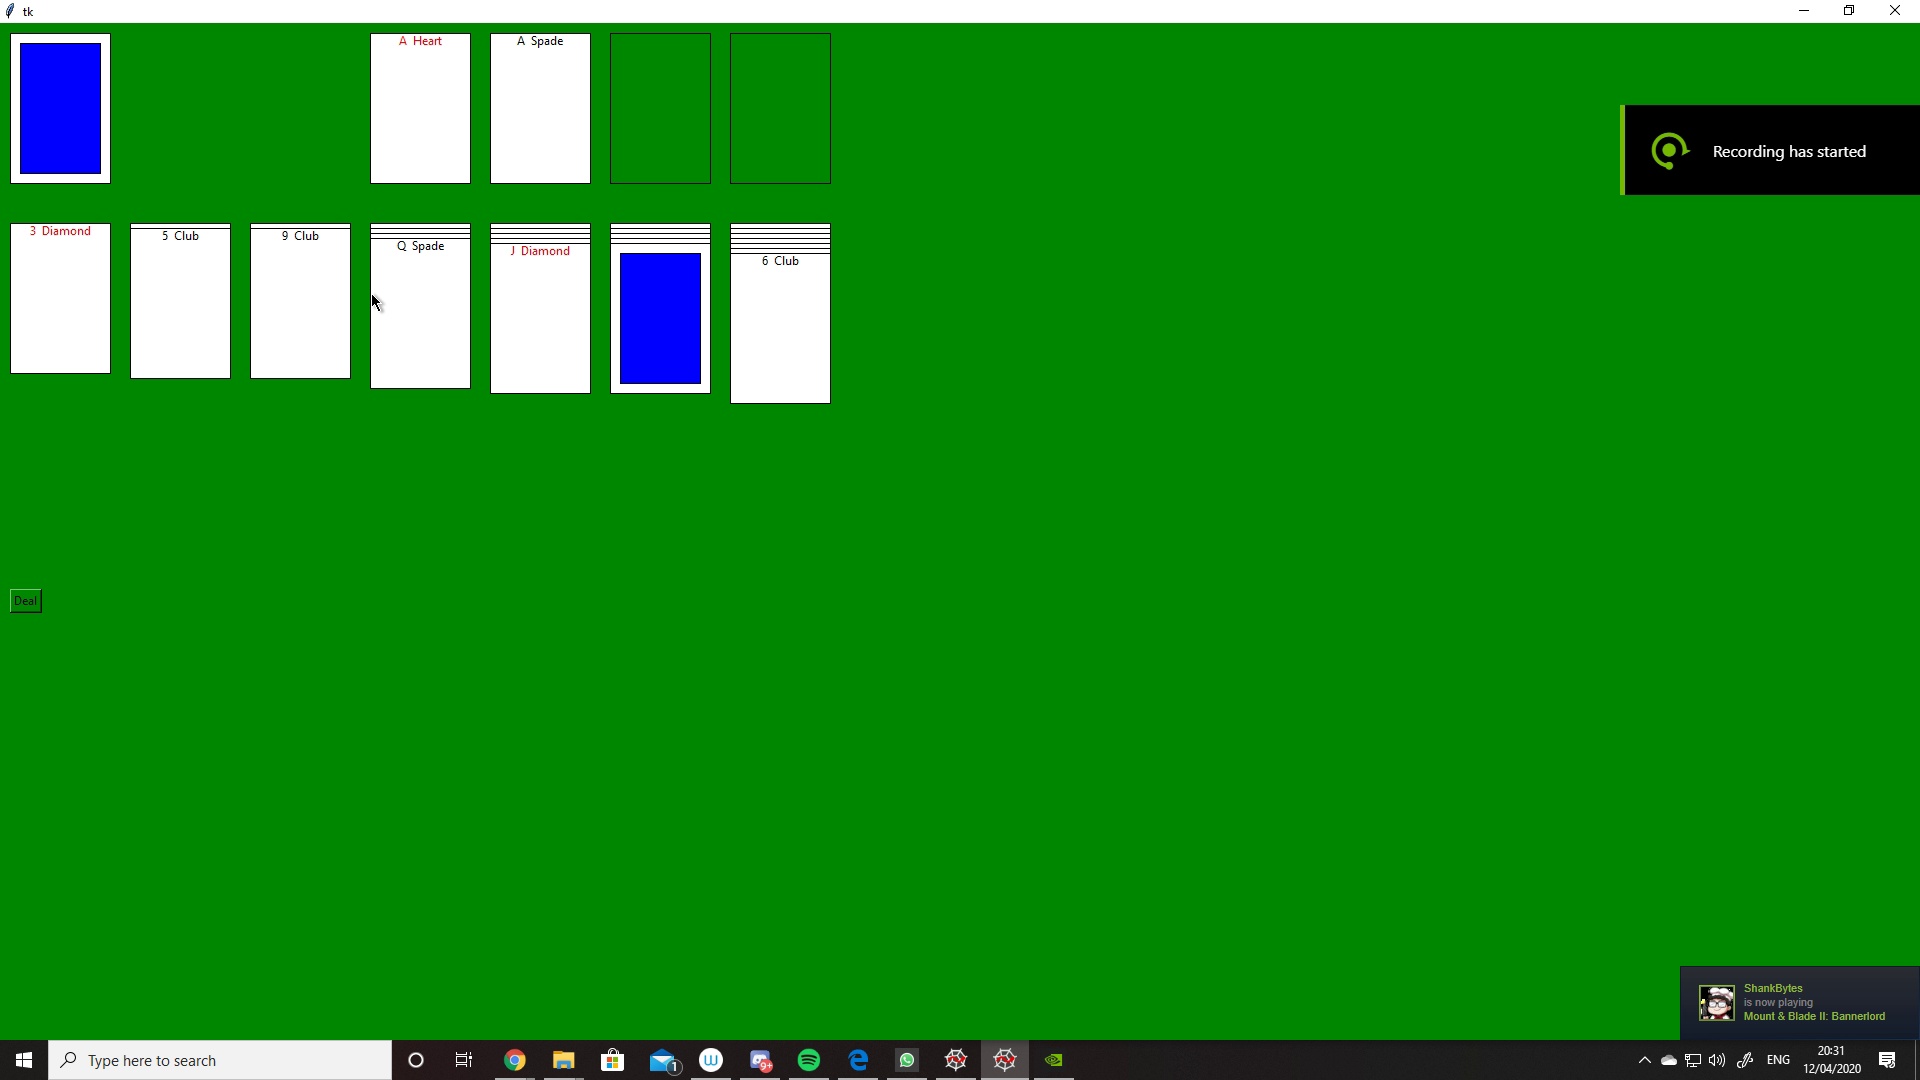 tk
A Heart
A Spade
Recording has started
3 Diamond
5 Club
9 Club
Q Spade
J Diamond
6 Club
Deal
ShankBytes
is now playing
Mount & Blade II: Bannerlord
Type here to search
1
W
9+
ENG
20:31
12/04/2020